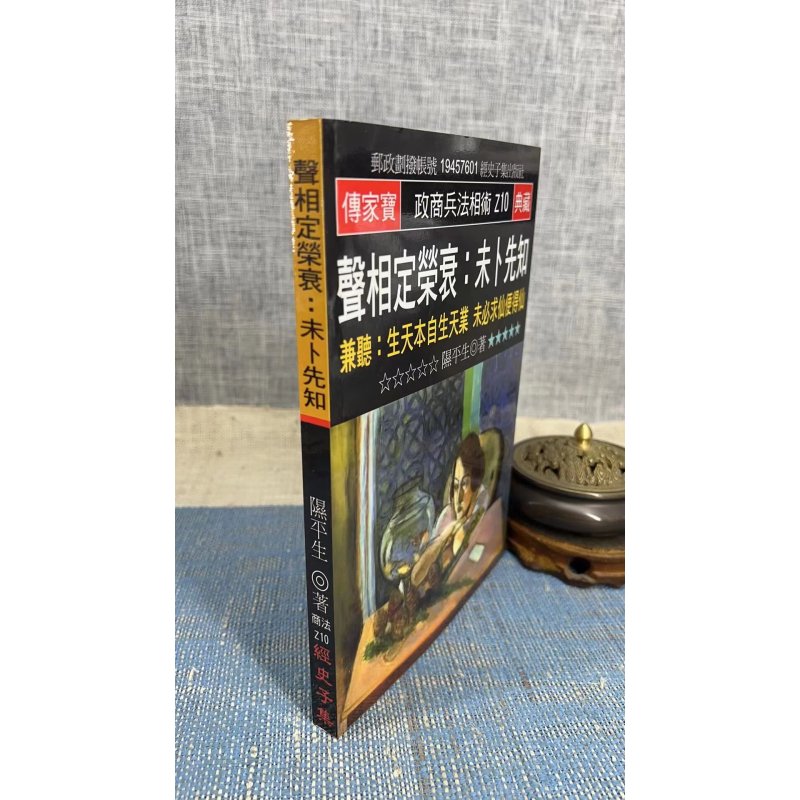 郵政劃撥帳號 19457601 經史子集出版社
傳家寶 政商兵法相術 Z10 典藏
聲相定榮衰：未卜先知
兼聽：生天本自生天業 未必求仙便得仙
☆☆☆☆☆ 隰平生◎著 ★★★★★
聲相定榮衰：未卜先知
隰平生 ◎著
商法
Z10
經史子集